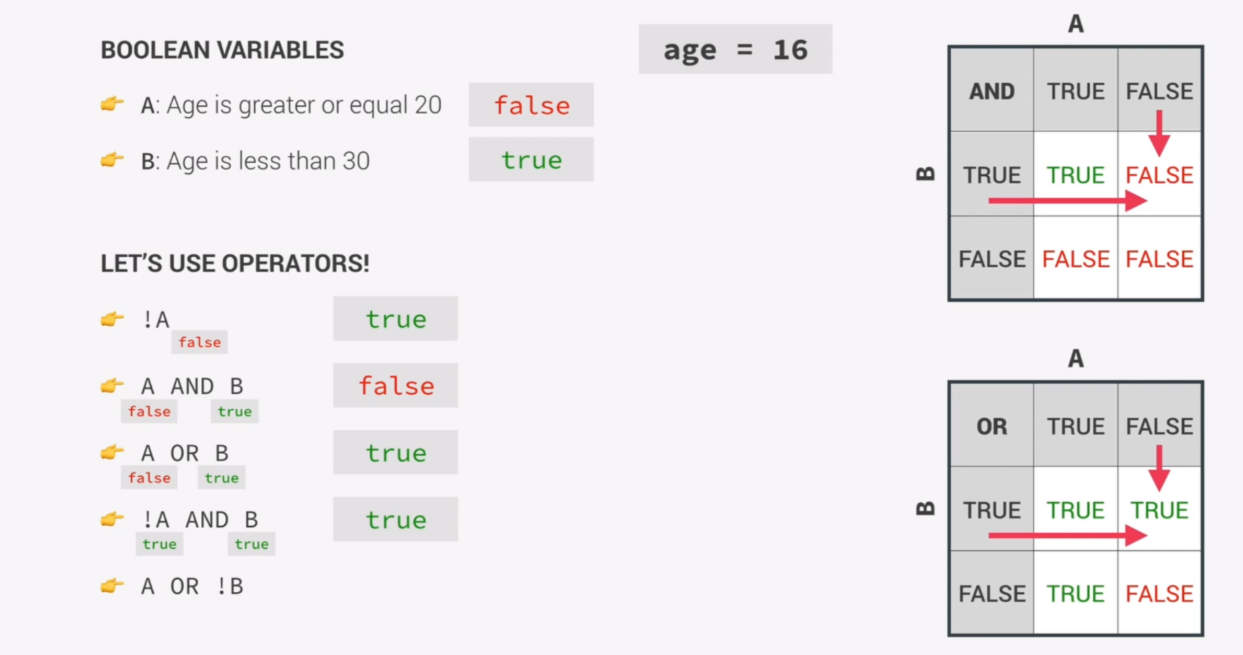 BOOLEAN VARIABLES
A: Age is greater or equal 20 false
B: Age is less than 30 true
age = 16
LET'S USE OPERATORS!
!A true
false
A AND B false
false true
A OR B true
false true
!A AND B true
true true
A OR !B
A
AND TRUE FALSE
B TRUE TRUE FALSE
FALSE FALSE FALSE
A
OR TRUE FALSE
B TRUE TRUE TRUE
FALSE TRUE FALSE